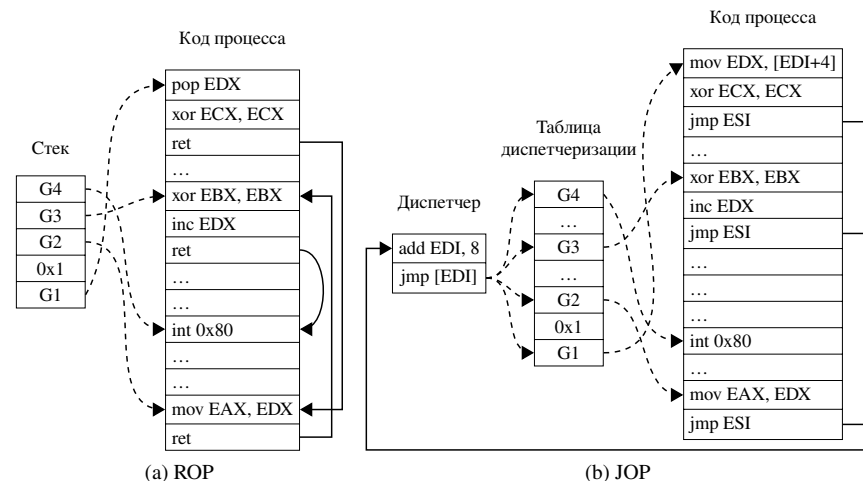 Код процесса
pop EDX
xor ECX, ECX
ret
…
xor EBX, EBX
inc EDX
ret
…
…
int 0x80
…
…
mov EAX, EDX
ret
Стек
G4
G3
G2
0x1
G1
(a) ROP
Код процесса
mov EDX, [EDI+4]
xor ECX, ECX
jmp ESI
…
xor EBX, EBX
inc EDX
jmp ESI
…
…
…
int 0x80
…
mov EAX, EDX
jmp ESI
Таблица
диспетчеризации
G4
…
G3
…
G2
0x1
G1
Диспетчер
add EDI, 8
jmp [EDI]
(b) JOP